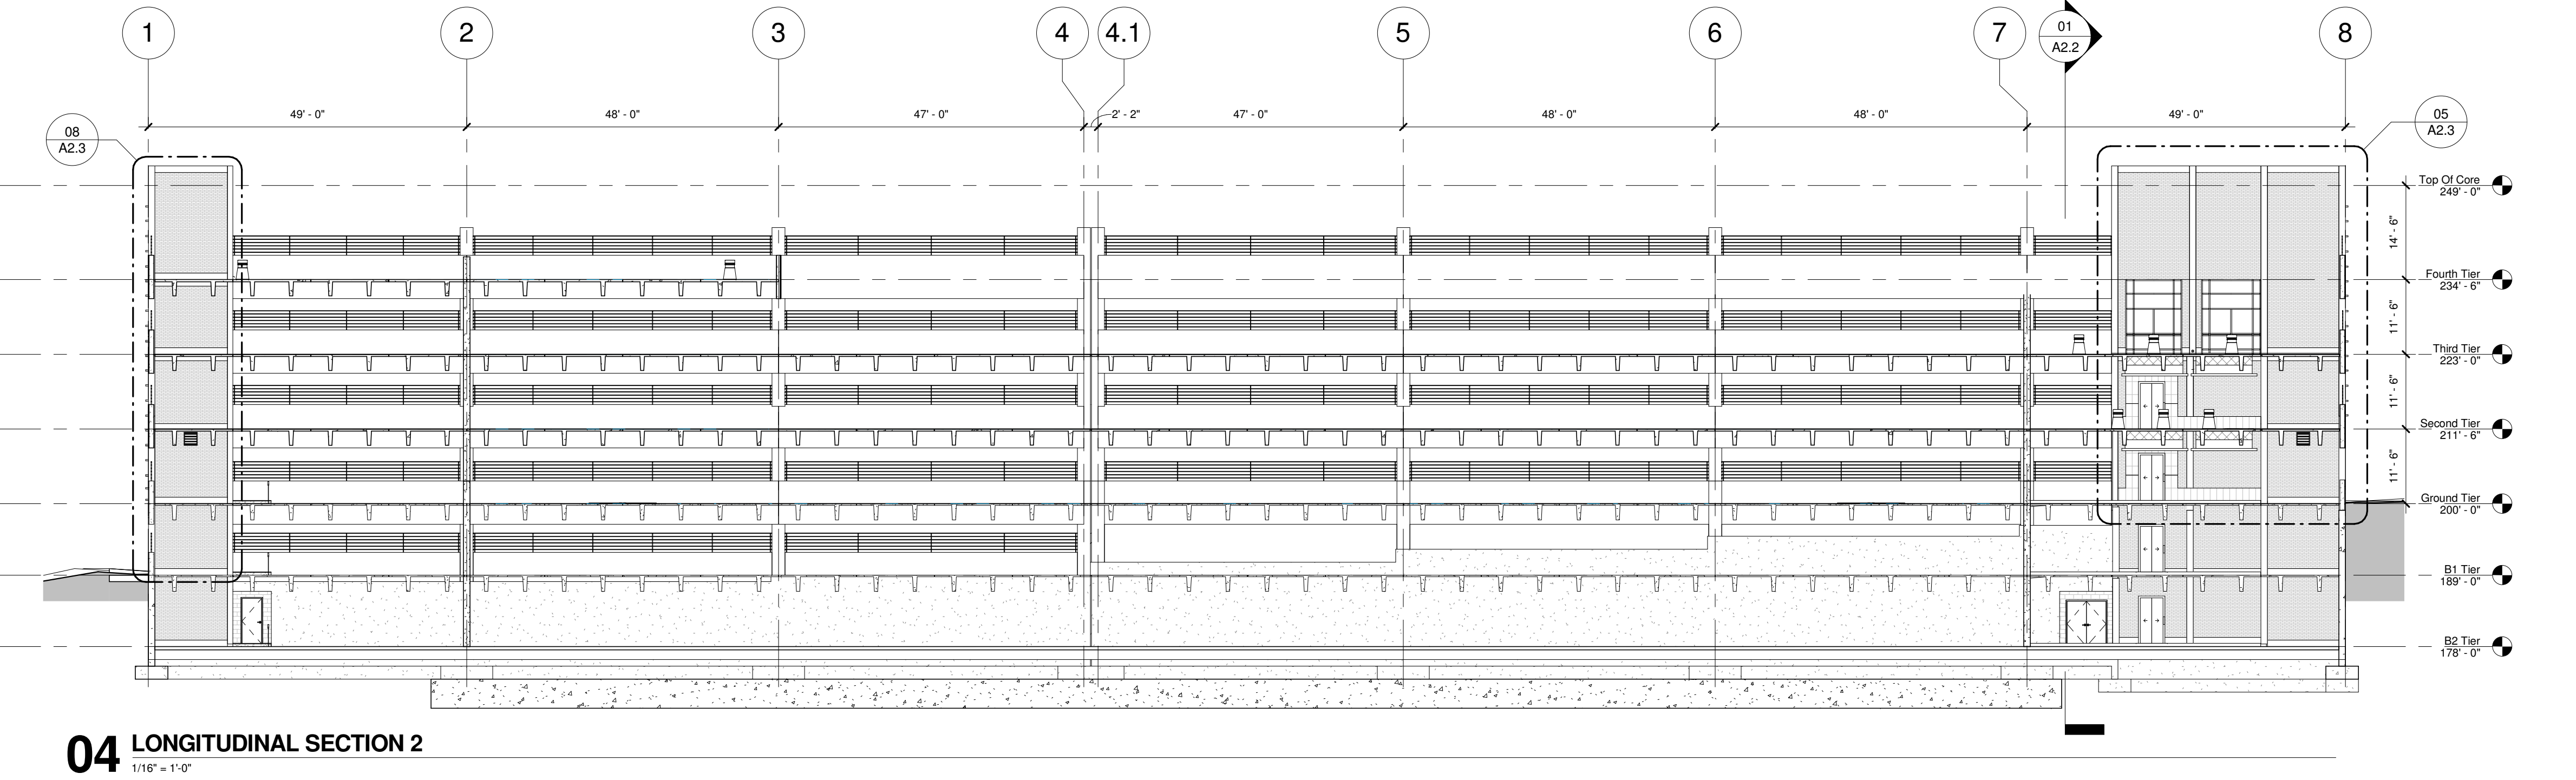 1
2
3
4
4.1
5
6
7
01
A2.2
8
49' - 0"
48' - 0"
47' - 0"
2' - 2"
47' - 0"
48' - 0"
48' - 0"
49' - 0"
08
A2.3
05
A2.3
Top Of Core
249' - 0"
14' - 6"
Fourth Tier
234' - 6"
11' - 6"
Third Tier
223' - 0"
11' - 6"
Second Tier
211' - 6"
11' - 6"
Ground Tier
200' - 0"
B1 Tier
189' - 0"
B2 Tier
178' - 0"
04 LONGITUDINAL SECTION 2
1/16" = 1'-0"